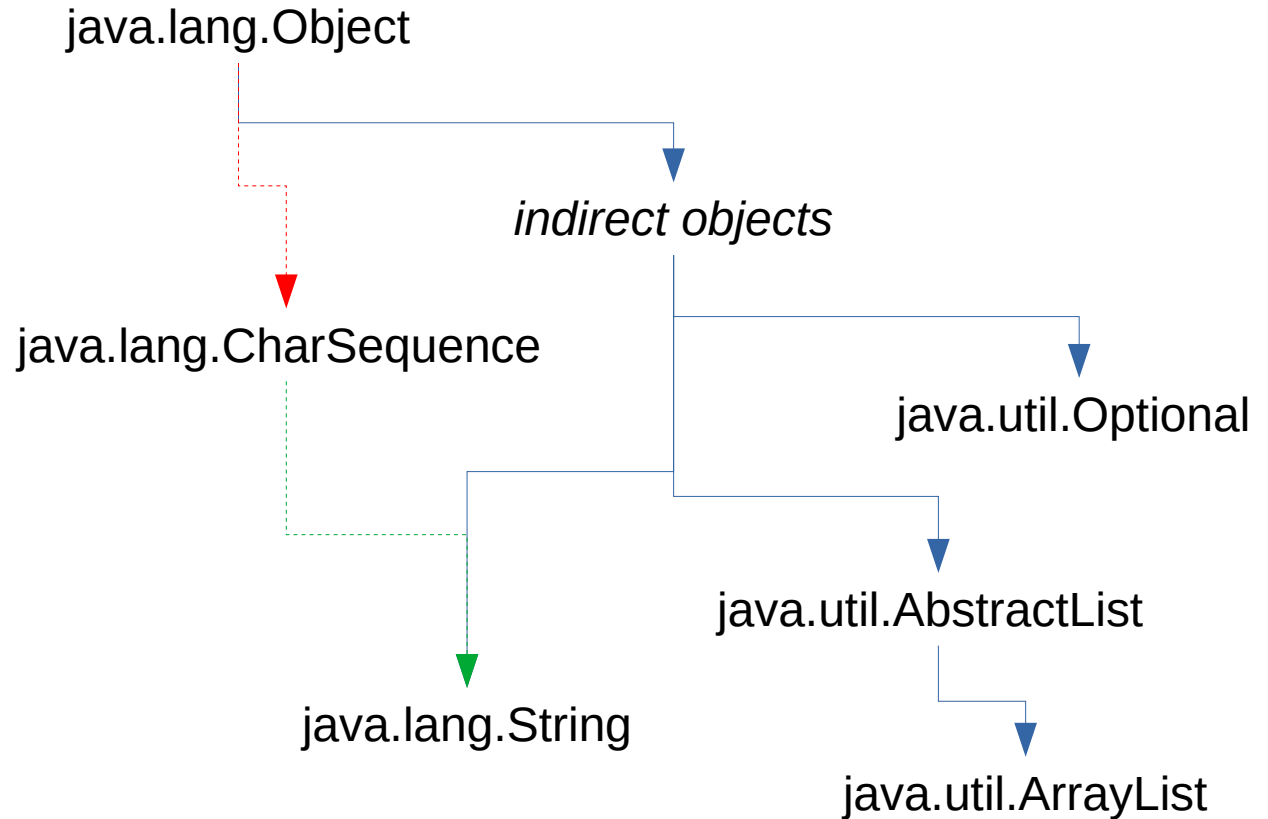 java.lang.Object
indirect objects
java.lang.CharSequence
java.util.Optional
java.util.AbstractList
java.lang.String
java.util.ArrayList